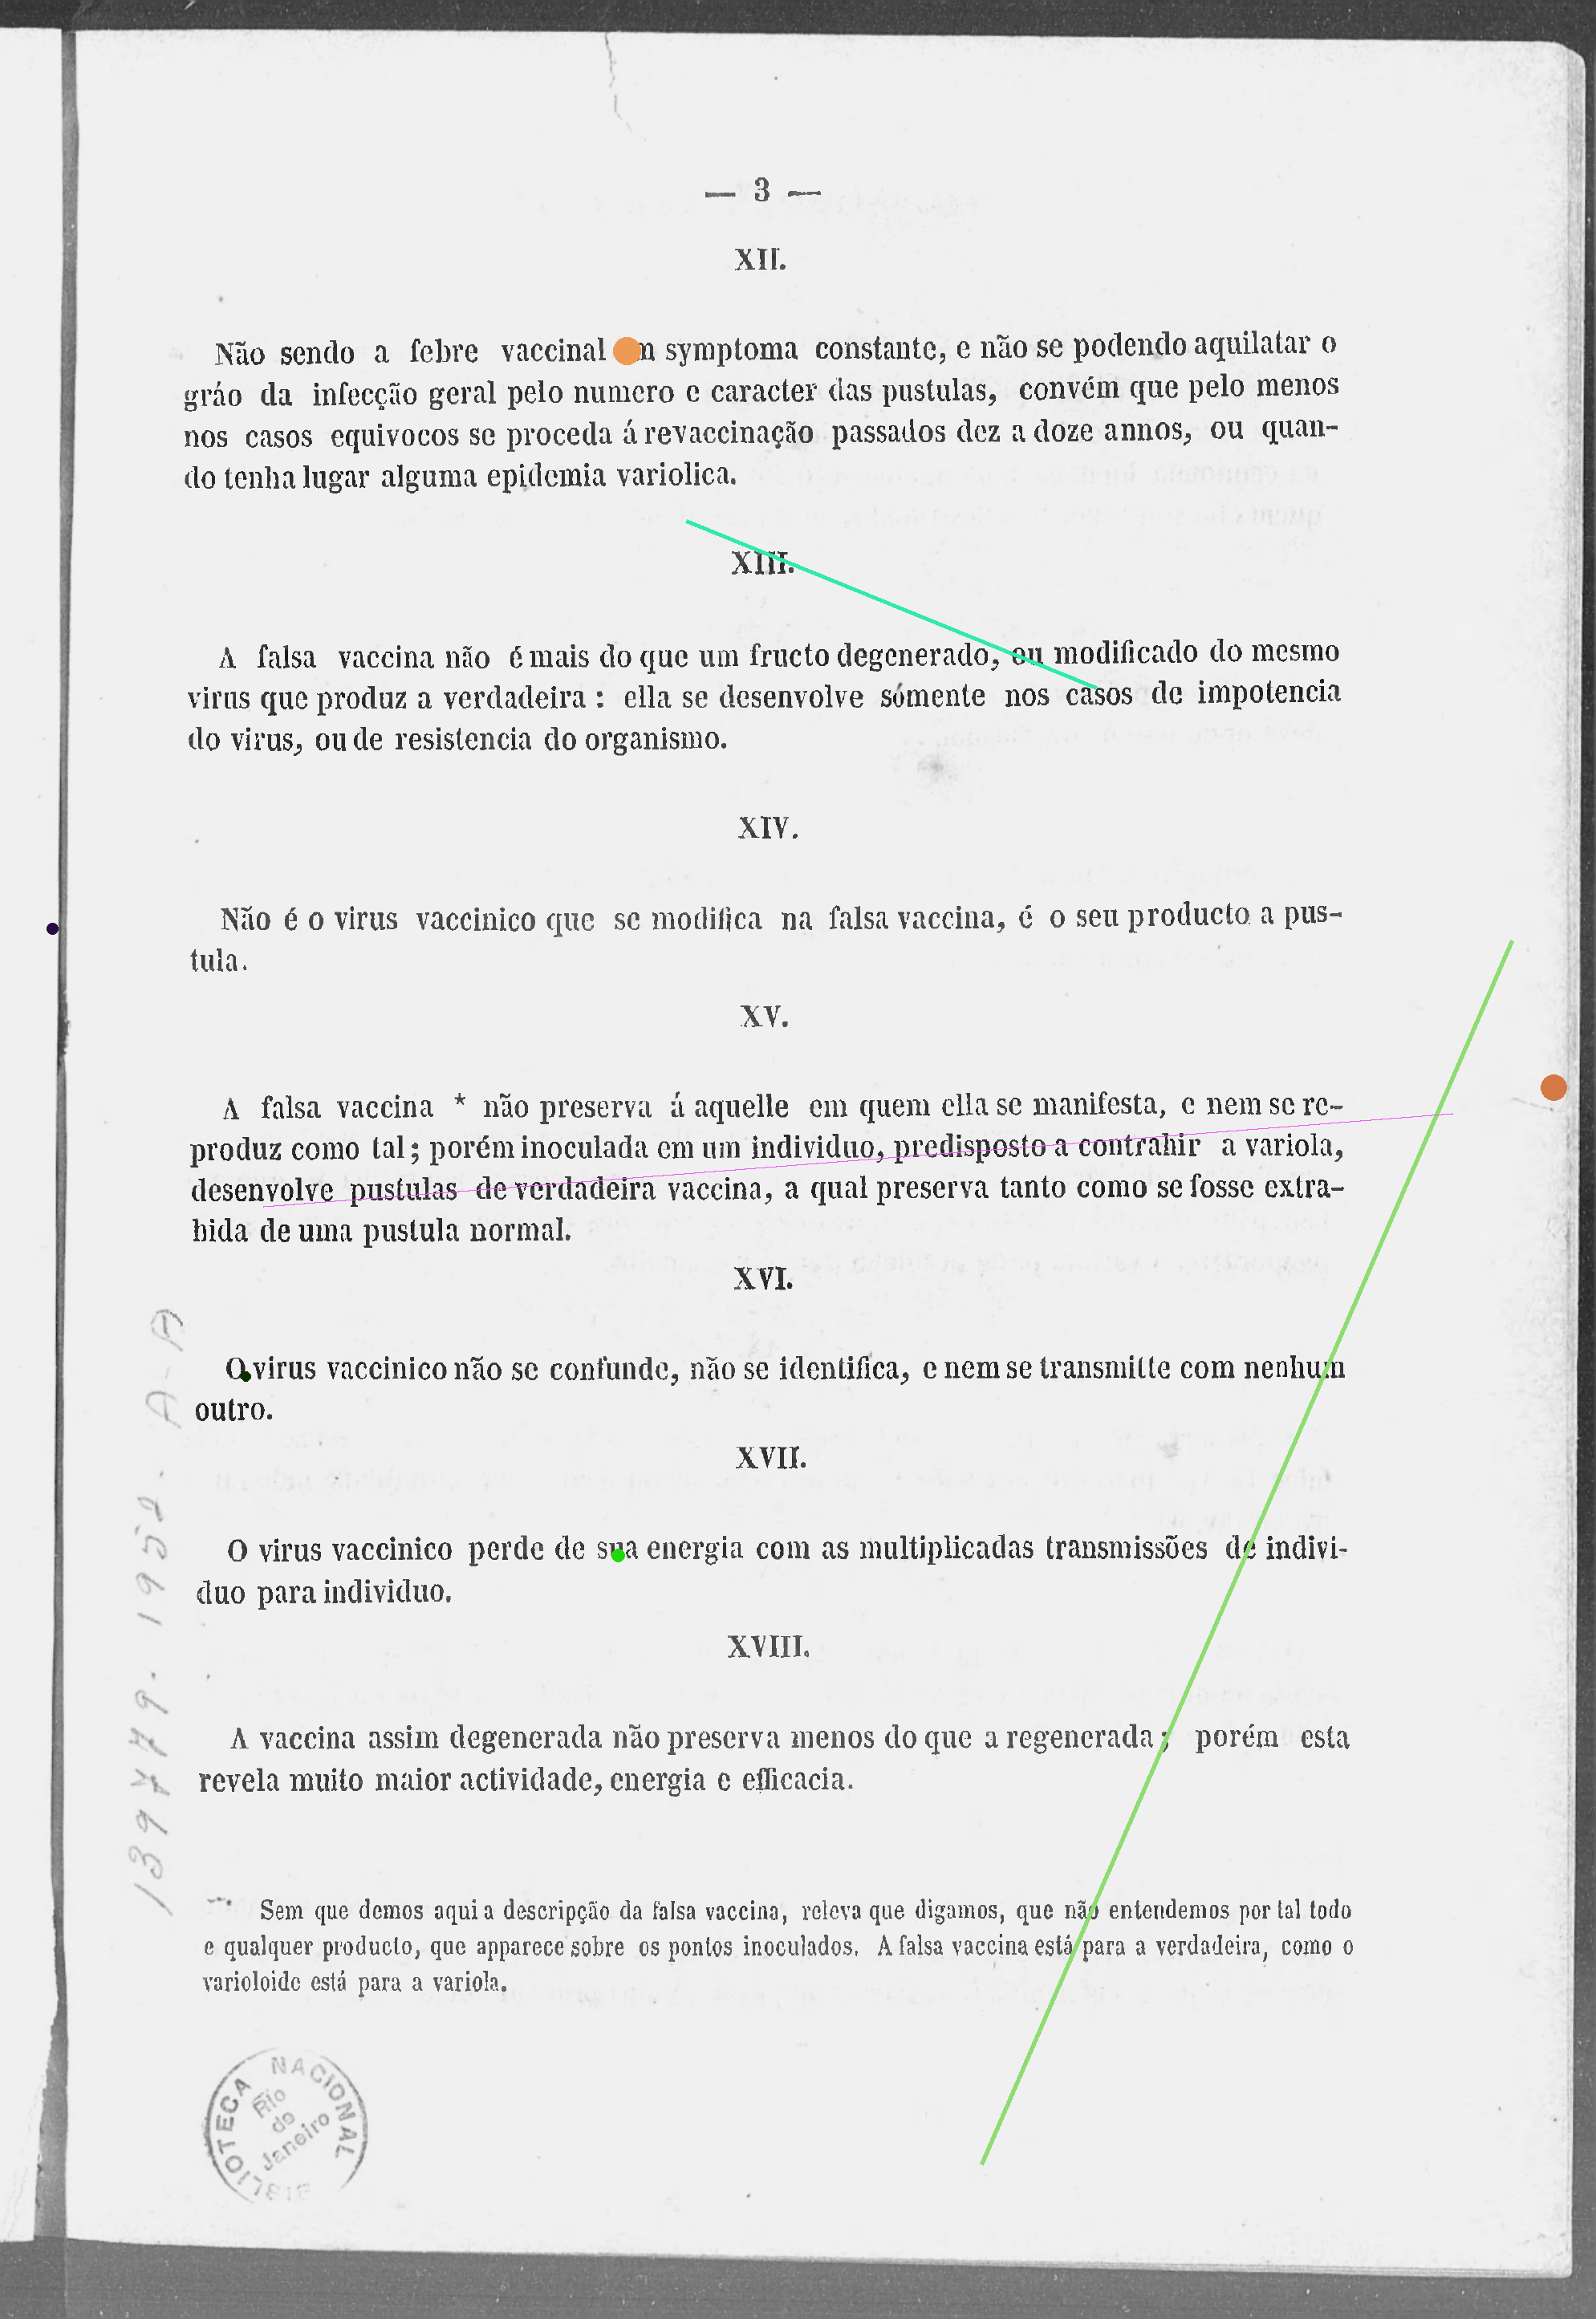 — 3 —
XII.
Não sendo a febre vaccinal symptoma constante, e não se podendo aquilatar o
gráo da infecção geral pelo numero e caracter das pustulas, convém que pelo menos
nos casos equivocos se proceda á revaccinação passados dez a doze annos, ou quan-
do tenha lugar alguma epidemia variolica.
XIII.
A falsa vaccina não é mais do que um fructo degenerado, ou modificado do mesmo
virus que produz a verdadeira : ella se desenvolve sómente nos casos de impotencia
do virus, ou de resistencia do organismo.
XIV.
Não é o virus vaccinico que se modifica na falsa vaccina, é o seu producto a pus-
tula.
XV.
A falsa vaccina * não preserva á aquelle em quem ella se manifesta, e nem se re-
produz como tal; porém inoculada em um individuo, predisposto a contrahir a variola,
desenvolve pustulas de verdadeira vaccina, a qual preserva tanto como se fosse extra-
hida de uma pustula normal.
XVI.
O virus vaccinico não se confunde, não se identifica, e nem se transmitte com nenhum
outro.
XVII.
O virus vaccinico perde de sua energia com as multiplicadas transmissões de indivi-
duo para individuo.
XVIII.
A vaccina assim degenerada não preserva menos do que a regenerada; porém esta
revela muito maior actividade, energia e efficacia.
Sem que demos aqui a descripção da falsa vaccina, releva que digamos, que não entendemos por tal todo
e qualquer producto, que apparece sobre os pontos inoculados. A falsa vaccina está para a verdadeira, como o
varioloide está para a variola.
139779. 1952. A-A
BIBLIOTECA NACIONAL
Rio
de
Janeiro